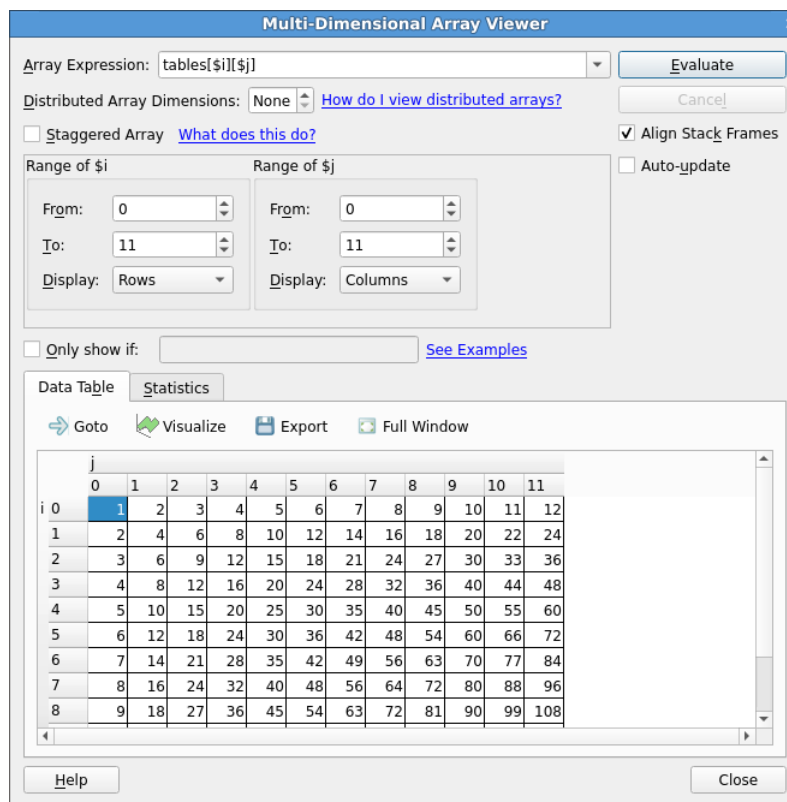 Multi-Dimensional Array Viewer
Array Expression: tables[$i][$j] Evaluate
Distributed Array Dimensions: None How do I view distributed arrays? Cancel
Staggered Array What does this do? Align Stack Frames
Range of $i Range of $j Auto-update
From: 0 From: 0
To: 11 To: 11
Display: Rows Display: Columns
Only show if: See Examples
Data Table Statistics
Goto Visualize Export Full Window
j
0 1 2 3 4 5 6 7 8 9 10 11
i 0 1 2 3 4 5 6 7 8 9 10 11 12
1 2 4 6 8 10 12 14 16 18 20 22 24
2 3 6 9 12 15 18 21 24 27 30 33 36
3 4 8 12 16 20 24 28 32 36 40 44 48
4 5 10 15 20 25 30 35 40 45 50 55 60
5 6 12 18 24 30 36 42 48 54 60 66 72
6 7 14 21 28 35 42 49 56 63 70 77 84
7 8 16 24 32 40 48 56 64 72 80 88 96
8 9 18 27 36 45 54 63 72 81 90 99 108
Help Close